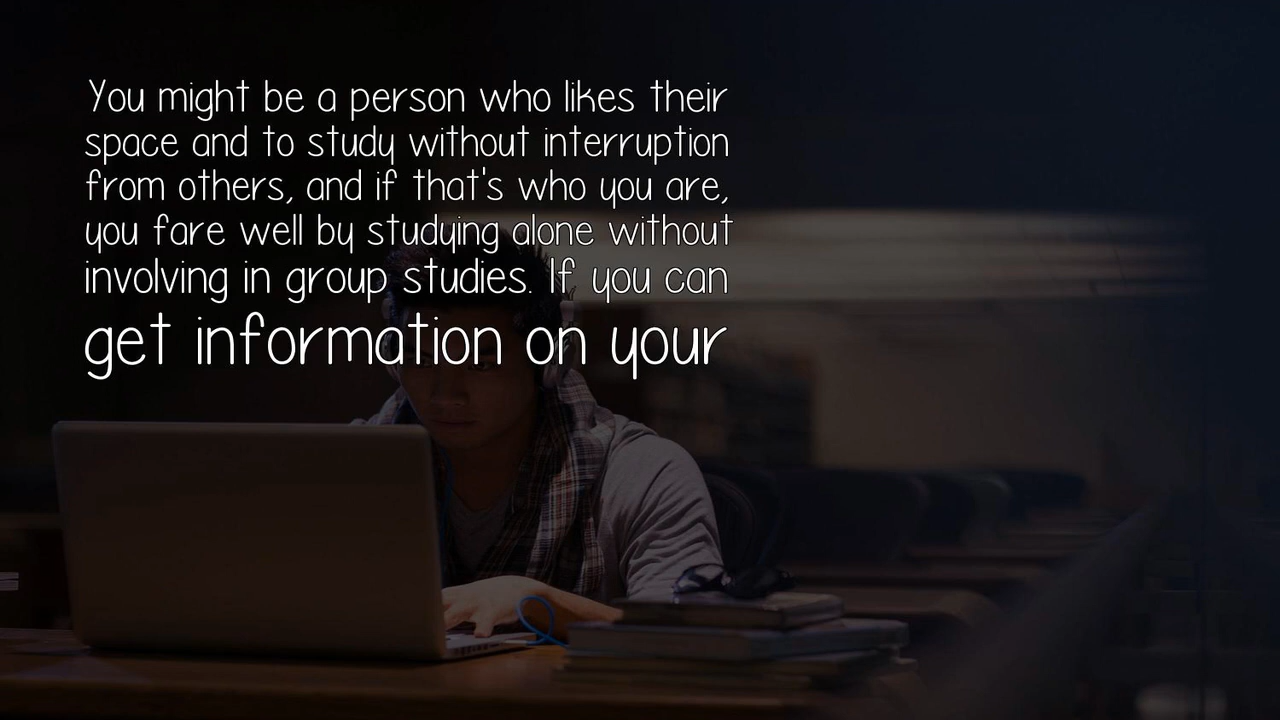 You might be a person who likes their
space and to study without interruption
from others, and if that's who you are,
you fare well by studying alone without
involving in group studies. If you can
get information on your